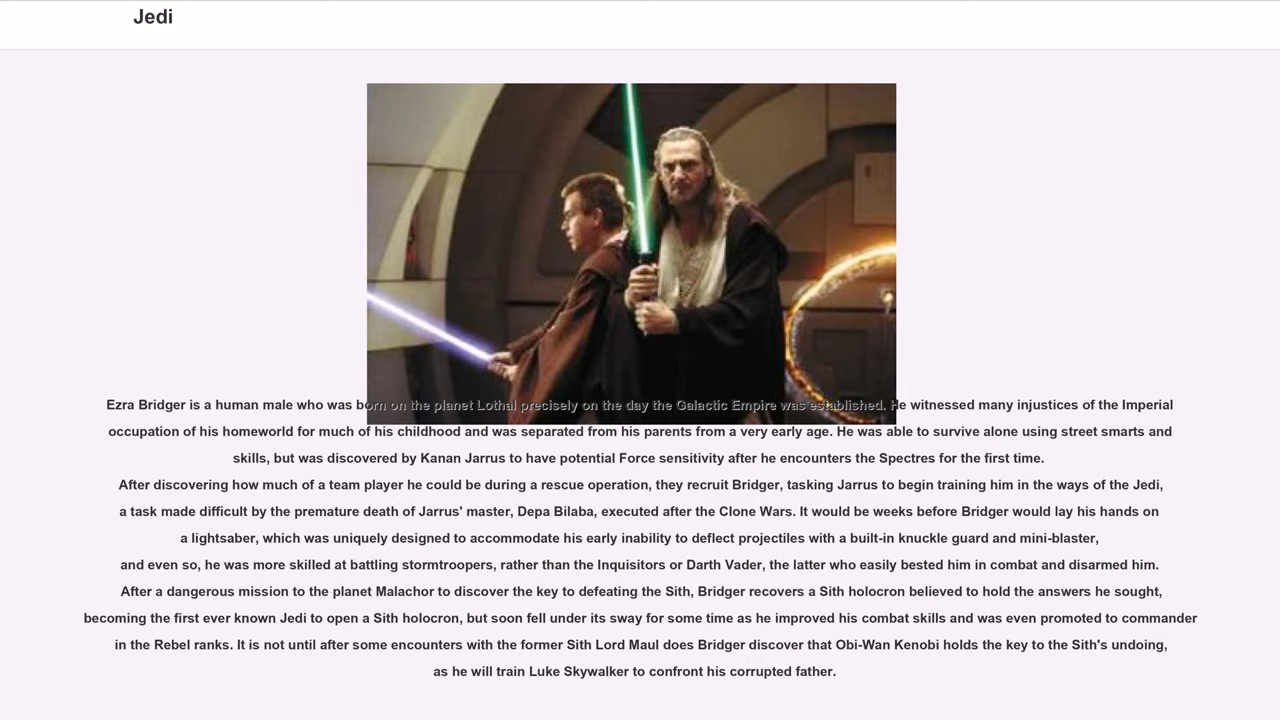 Jedi
Ezra Bridger is a human male who was born on the planet Lothal precisely on the day the Galactic Empire was established. He witnessed many injustices of the Imperial
occupation of his homeworld for much of his childhood and was separated from his parents from a very early age. He was able to survive alone using street smarts and
skills, but was discovered by Kanan Jarrus to have potential Force sensitivity after he encounters the Spectres for the first time.
After discovering how much of a team player he could be during a rescue operation, they recruit Bridger, tasking Jarrus to begin training him in the ways of the Jedi,
a task made difficult by the premature death of Jarrus' master, Depa Bilaba, executed after the Clone Wars. It would be weeks before Bridger would lay his hands on
a lightsaber, which was uniquely designed to accommodate his early inability to deflect projectiles with a built-in knuckle guard and mini-blaster,
and even so, he was more skilled at battling stormtroopers, rather than the Inquisitors or Darth Vader, the latter who easily bested him in combat and disarmed him.
After a dangerous mission to the planet Malachor to discover the key to defeating the Sith, Bridger recovers a Sith holocron believed to hold the answers he sought,
becoming the first ever known Jedi to open a Sith holocron, but soon fell under its sway for some time as he improved his combat skills and was even promoted to commander
in the Rebel ranks. It is not until after some encounters with the former Sith Lord Maul does Bridger discover that Obi-Wan Kenobi holds the key to the Sith's undoing,
as he will train Luke Skywalker to confront his corrupted father.